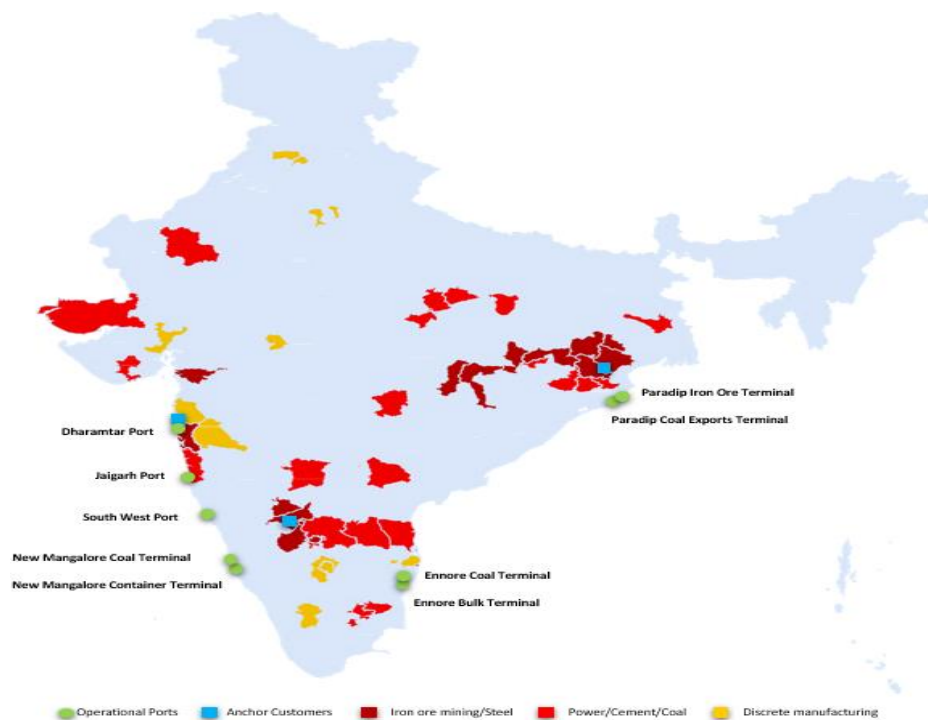 Paradip Iron Ore Terminal
Paradip Coal Exports Terminal
Dharamtar Port
Jaigarh Port
South West Port
New Mangalore Coal Terminal
New Mangalore Container Terminal
Ennore Coal Terminal
Ennore Bulk Terminal
Operational Ports
Anchor Customers
Iron ore mining/Steel
Power/Cement/Coal
Discrete manufacturing